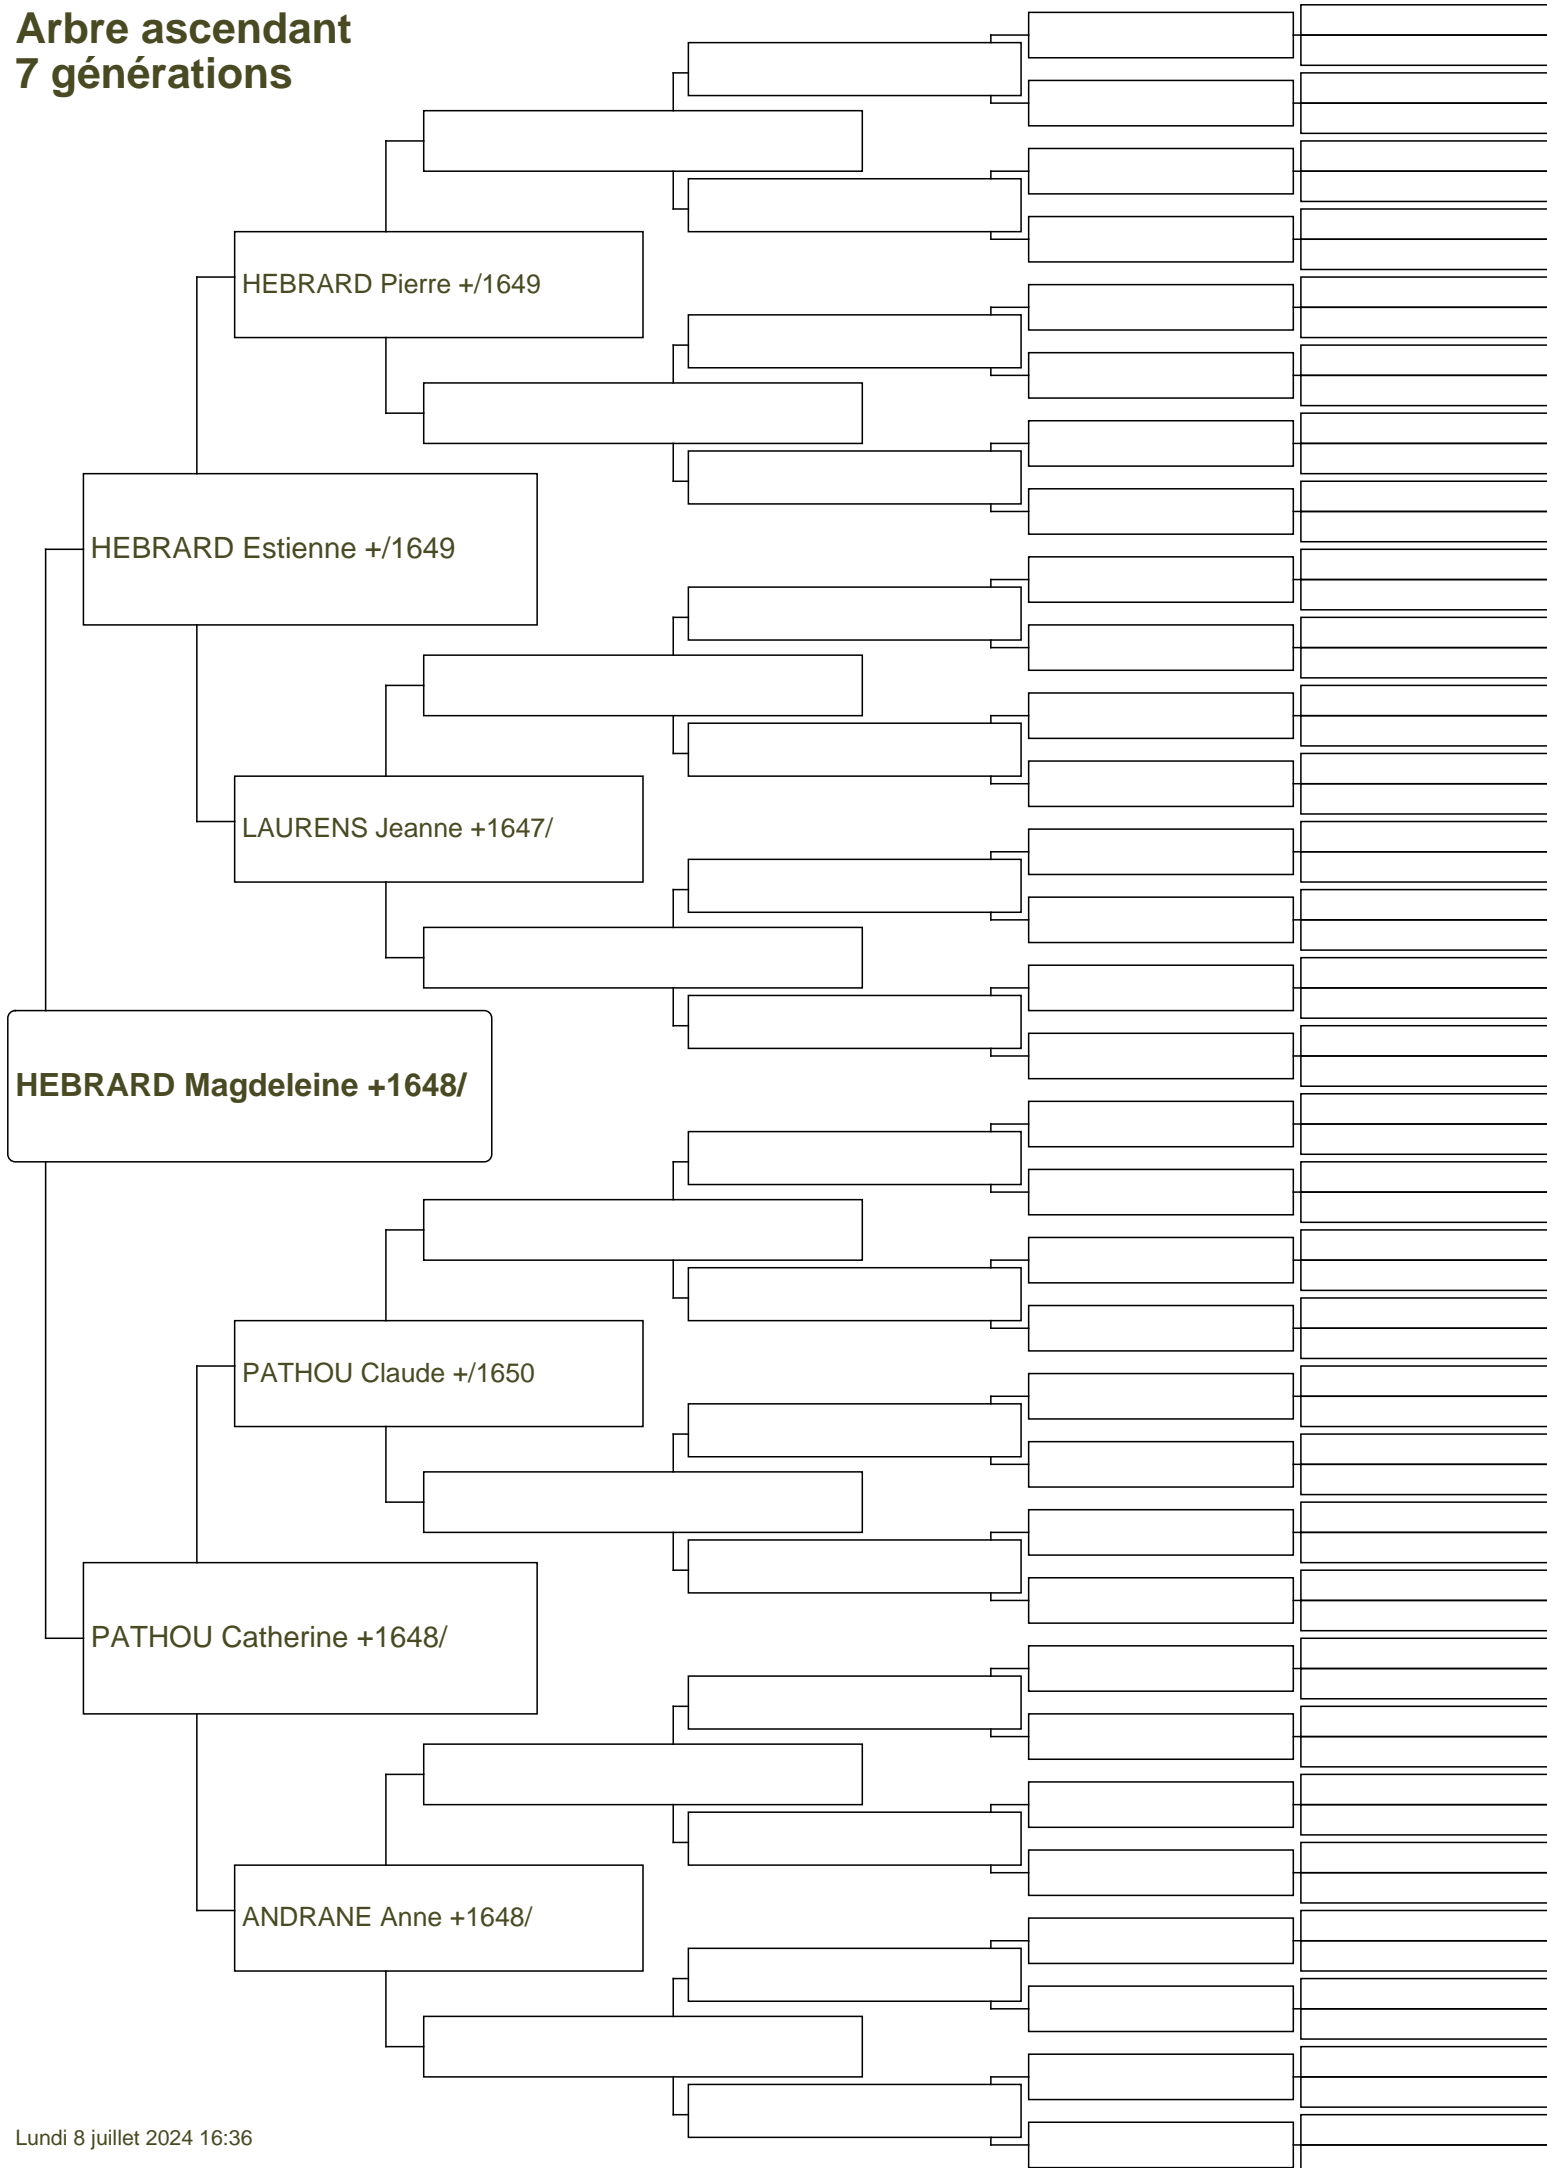 Arbre ascendant
7 générations
HEBRARD Pierre +/1649
HEBRARD Estienne +/1649
LAURENS Jeanne +1647/
HEBRARD Magdeleine +1648/
PATHOU Claude +/1650
PATHOU Catherine +1648/
ANDRANE Anne +1648/
Lundi 8 juillet 2024 16:36